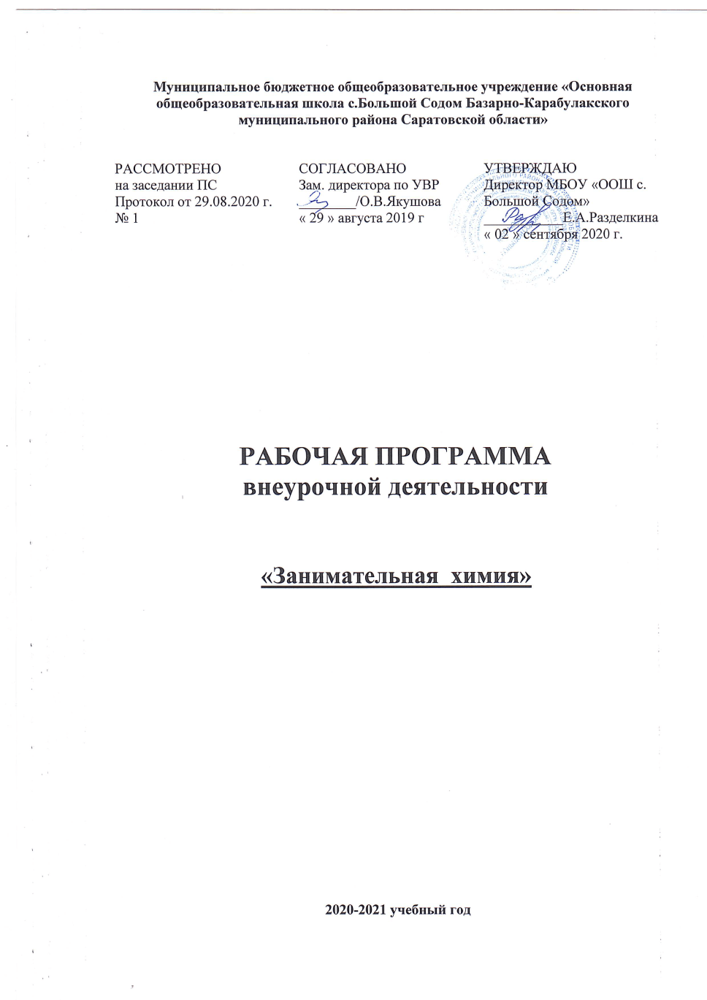 Муниципальное бюджетное общеобразовательное учреждение «Основная
общеобразовательная школа с.Большой Содом Базарно-Карабулакского
муниципального района Саратовской области»
РАССМОТРЕНО
на заседании ПС
Протокол от 29.08.2020 г.
№ 1
СОГЛАСОВАНО
Зам. директора по УВР
________/О.В.Якушова
« 29 » августа 2019 г
УТВЕРЖДАЮ
Директор МБОУ «ООШ с.
Большой Содом»
___________Е.А.Разделкина
« 02 » сентября 2020 г.
РАБОЧАЯ ПРОГРАММА
внеурочной деятельности
«Занимательная химия»
2020-2021 учебный год